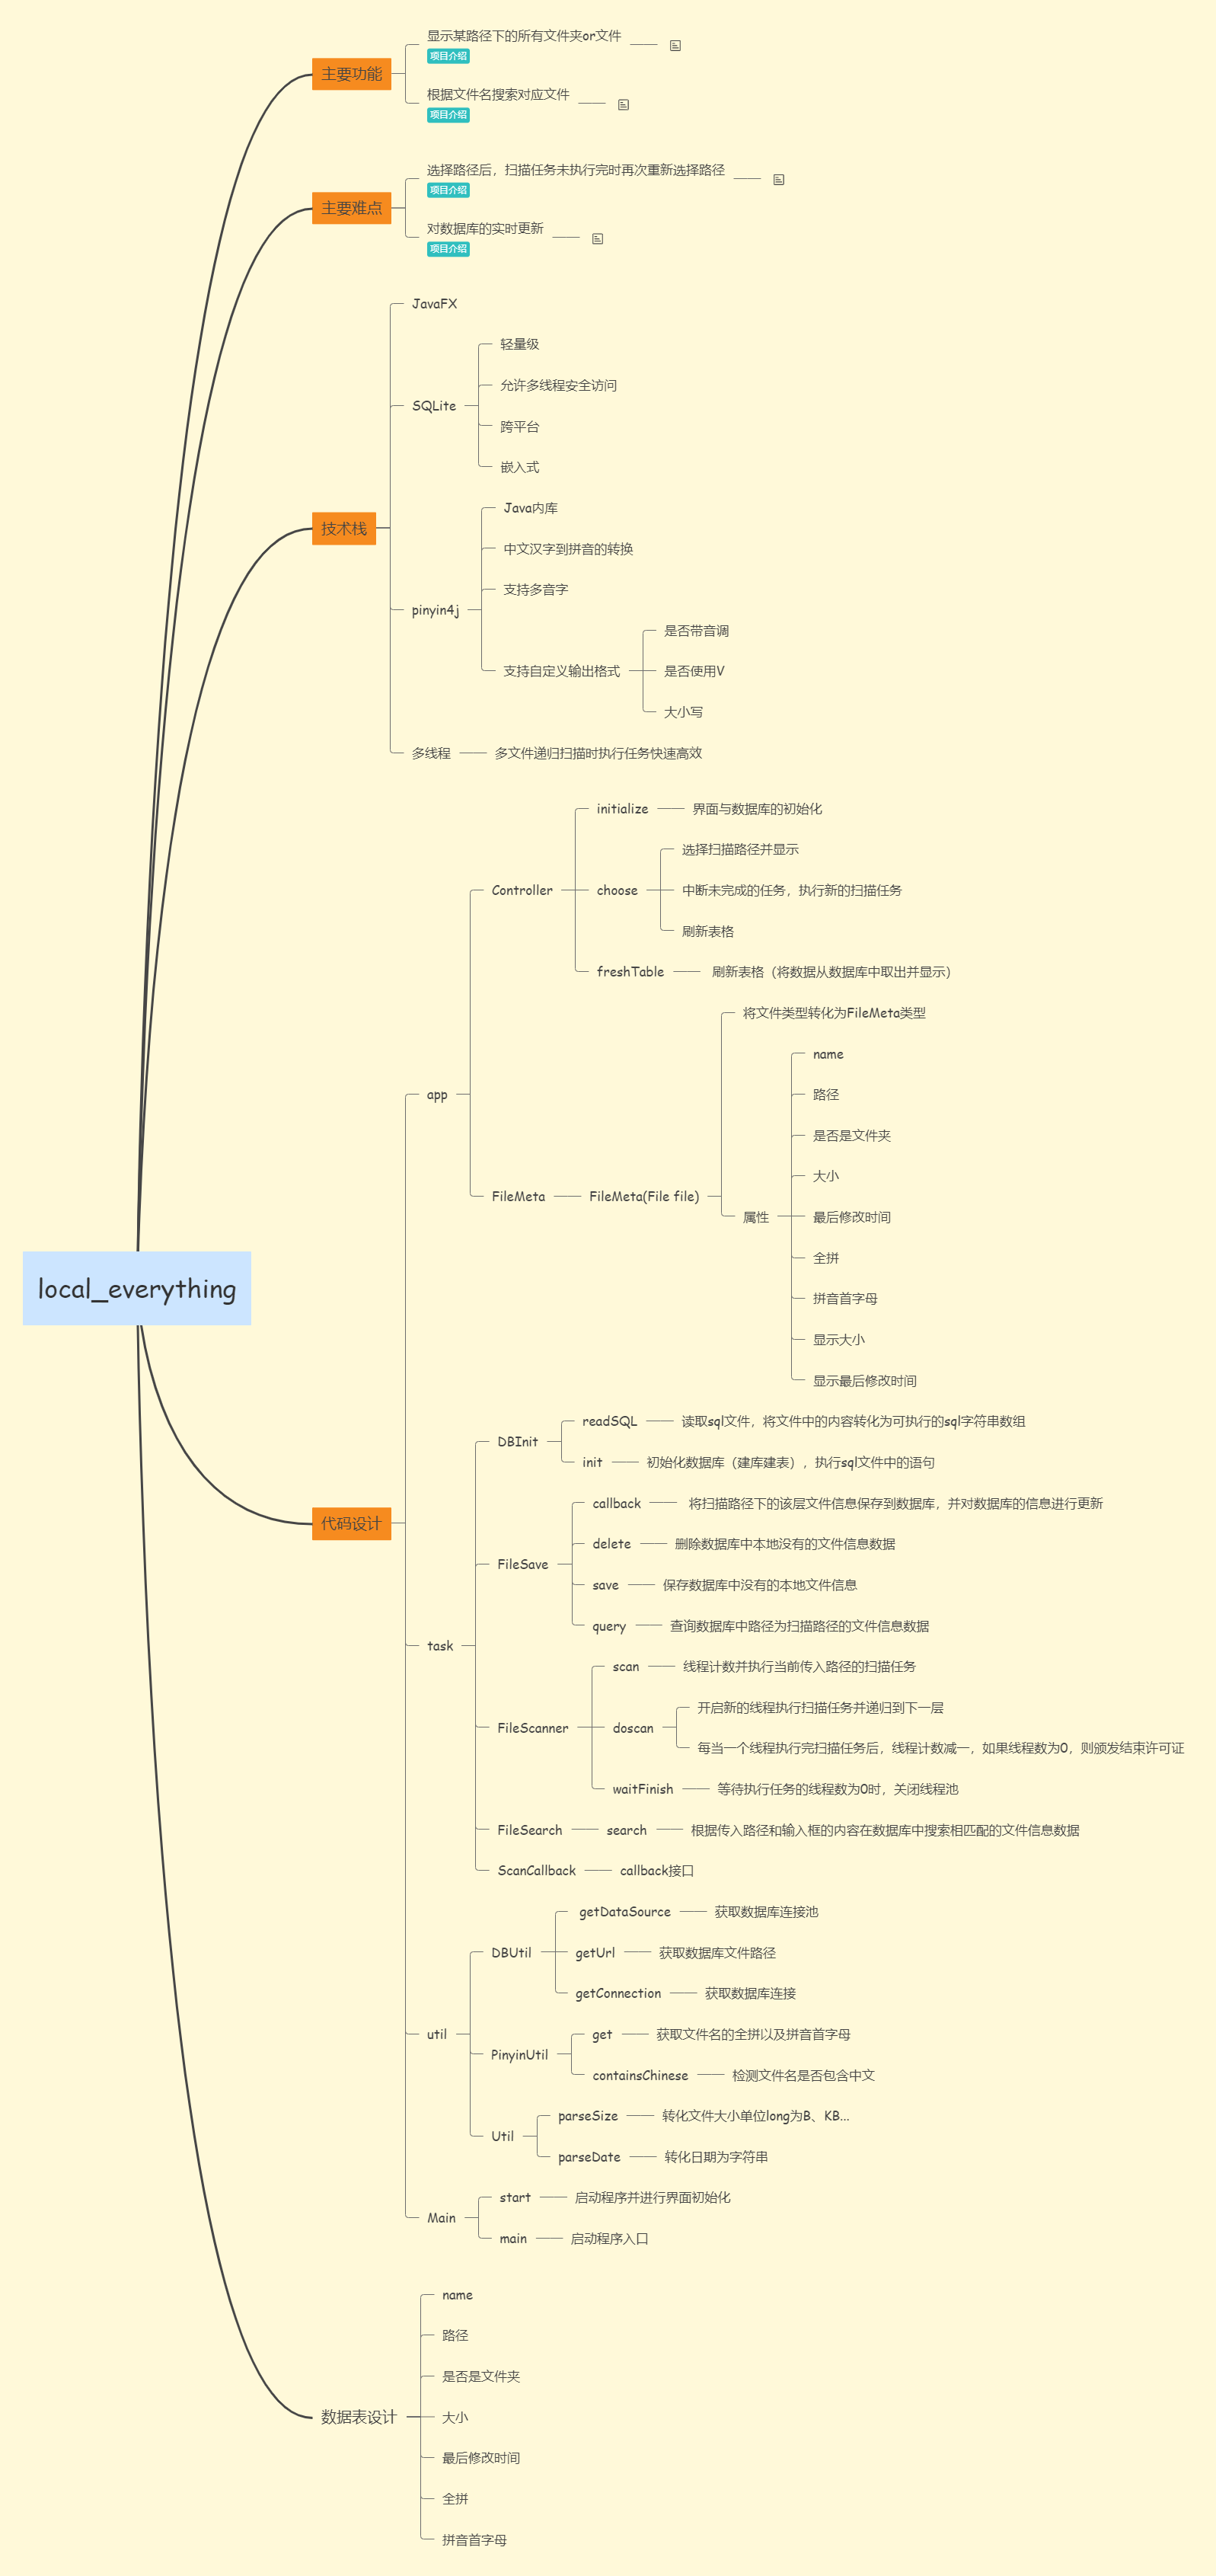 显示某路径下的所有文件夹or文件
项目介绍
主要功能
根据文件名搜索对应文件
项目介绍
选择路径后，扫描任务未执行完时再次重新选择路径
项目介绍
主要难点
对数据库的实时更新
项目介绍
JavaFX
轻量级
允许多线程安全访问
SQLite
跨平台
嵌入式
Java内库
技术栈
中文汉字到拼音的转换
支持多音字
pinyin4j
是否带音调
支持自定义输出格式
是否使用V
大小写
多线程
多文件递归扫描时执行任务快速高效
initialize
界面与数据库的初始化
选择扫描路径并显示
Controller
choose
中断未完成的任务，执行新的扫描任务
刷新表格
freshTable
刷新表格（将数据从数据库中取出并显示）
将文件类型转化为FileMeta类型
name
app
路径
是否是文件夹
大小
FileMeta
FileMeta(File file)
属性
最后修改时间
全拼
local_everything
拼音首字母
显示大小
显示最后修改时间
readSQL
读取sql文件，将文件中的内容转化为可执行的sql字符串数组
DBInit
init
初始化数据库（建库建表），执行sql文件中的语句
callback
将扫描路径下的该层文件信息保存到数据库，并对数据库的信息进行更新
代码设计
delete
删除数据库中本地没有的文件信息数据
FileSave
save
保存数据库中没有的本地文件信息
query
查询数据库中路径为扫描路径的文件信息数据
task
scan
线程计数并执行当前传入路径的扫描任务
开启新的线程执行扫描任务并递归到下一层
FileScanner
doscan
每当一个线程执行完扫描任务后，线程计数减一，如果线程数为0，则颁发结束许可证
waitFinish
等待执行任务的线程数为0时，关闭线程池
FileSearch
search
根据传入路径和输入框的内容在数据库中搜索相匹配的文件信息数据
ScanCallback
callback接口
getDataSource
获取数据库连接池
DBUtil
getUrl
获取数据库文件路径
getConnection
获取数据库连接
util
get
获取文件名的全拼以及拼音首字母
PinyinUtil
containsChinese
检测文件名是否包含中文
parseSize
转化文件大小单位long为B、KB...
Util
parseDate
转化日期为字符串
start
启动程序并进行界面初始化
Main
main
启动程序入口
name
路径
是否是文件夹
数据表设计
大小
最后修改时间
全拼
拼音首字母